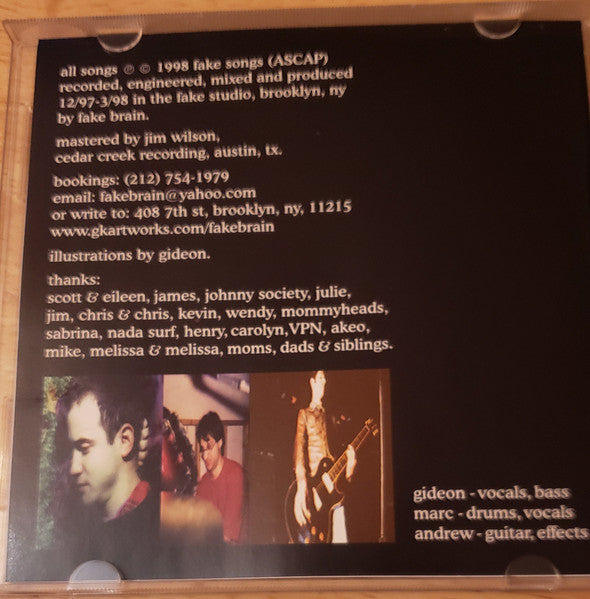 all songs ℗ © 1998 fake songs (ASCAP)
recorded, engineered, mixed and produced
12/97-3/98 in the fake studio, brooklyn, ny
by fake brain.
mastered by jim wilson,
cedar creek recording, austin, tx.
bookings: (212) 754-1979
email: fakebrain@yahoo.com
or write to: 408 7th st, brooklyn, ny, 11215
www.gkartworks.com/fakebrain
illustrations by gideon.
thanks:
scott & eileen, james, johnny society, julie,
jim, chris & chris, kevin, wendy, mommyheads,
sabrina, nada surf, henry, carolyn,VPN, akeo,
mike, melissa & melissa, moms, dads & siblings.
gideon - vocals, bass
marc - drums, vocals
andrew - guitar, effects